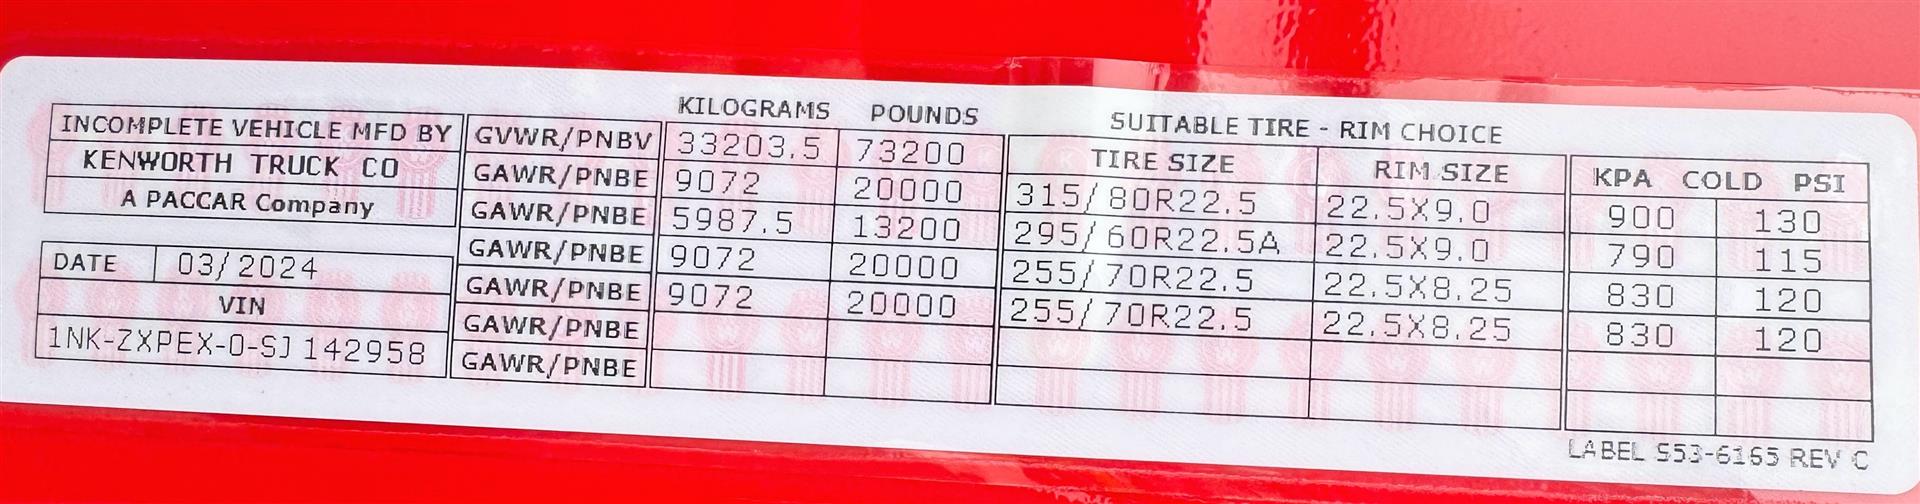 KILOGRAMS POUNDS SUITABLE TIRE - RIM CHOICE
INCOMPLETE VEHICLE MFD BY
KENWORTH TRUCK CO
A PACCAR Company
DATE 03/2024
VIN
1NK-ZXPEX-0-SJ 142958
GVWR/PNBV 33203.5 73200 TIRE SIZE RIM SIZE KPA COLD PSI
GAWR/PNBE 9072 20000 315/80R22.5 22.5X9.0 900 130
GAWR/PNBE 5987.5 13200 295/60R22.5A 22.5X9.0 790 115
GAWR/PNBE 9072 20000 255/70R22.5 22.5X8.25 830 120
GAWR/PNBE 9072 20000 255/70R22.5 22.5X8.25 830 120
GAWR/PNBE
GAWR/PNBE
LABEL S53-6165 REV C